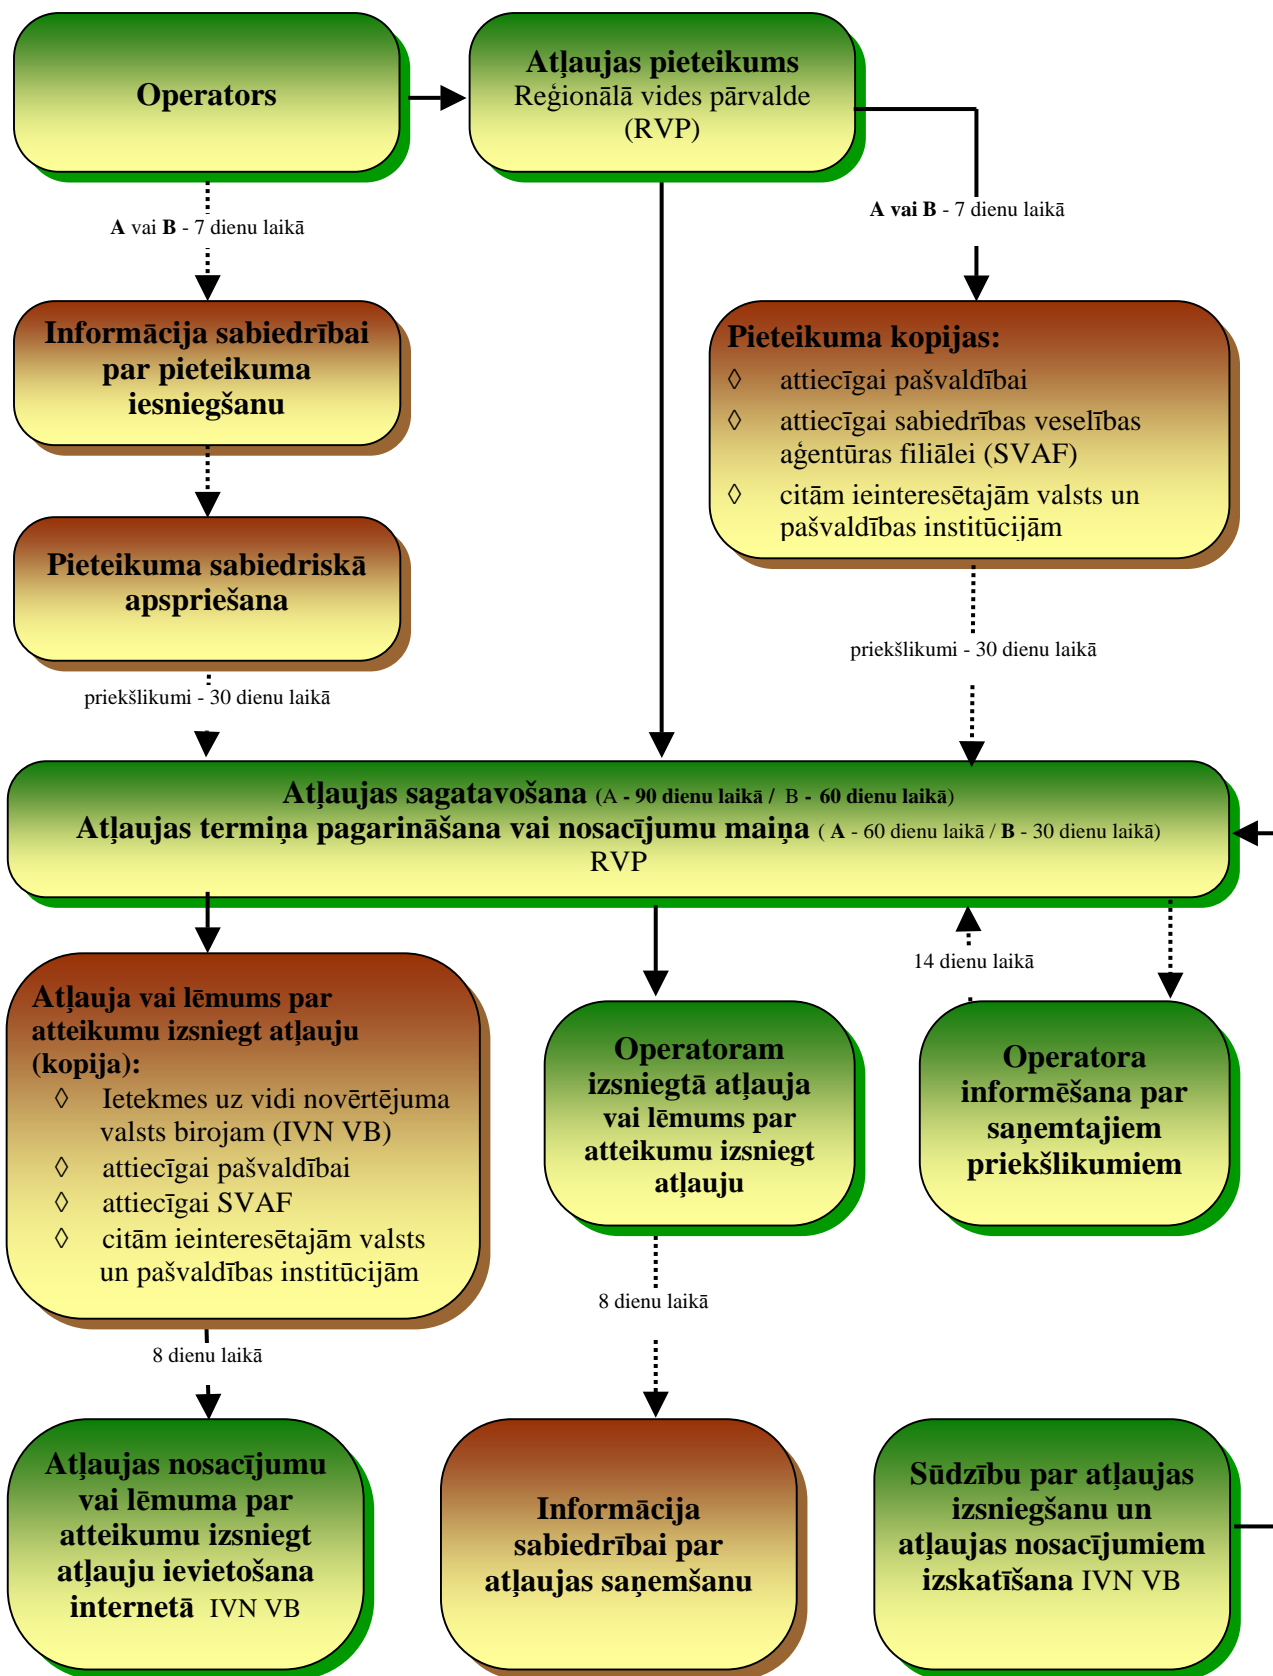 Operators
Atļaujas pieteikums
Reģionālā vides pārvalde
(RVP)
A vai B - 7 dienu laikā
A vai B - 7 dienu laikā
Informācija sabiedrībai
par pieteikuma
iesniegšanu
Pieteikuma kopijas:
◊ attiecīgai pašvaldībai
◊ attiecīgai sabiedrības veselības
aģentūras filiālei (SVAF)
◊ citām ieinteresētajām valsts un
pašvaldības institūcijām
Pieteikuma sabiedriskā
apspriešana
priekšlikumi - 30 dienu laikā
priekšlikumi - 30 dienu laikā
Atļaujas sagatavošana (A - 90 dienu laikā / B - 60 dienu laikā)
Atļaujas termiņa pagarināšana vai nosacījumu maiņa ( A - 60 dienu laikā / B - 30 dienu laikā)
RVP
14 dienu laikā
Atļauja vai lēmums par
atteikumu izsniegt atļauju
(kopija):
◊ Ietekmes uz vidi novērtējuma
valsts birojam (IVN VB)
◊ attiecīgai pašvaldībai
◊ attiecīgai SVAF
◊ citām ieinteresētajām valsts
un pašvaldības institūcijām
Operatoram
izsniegtā atļauja
vai lēmums par
atteikumu izsniegt
atļauju
Operatora
informēšana par
saņemtajiem
priekšlikumiem
8 dienu laikā
8 dienu laikā
Atļaujas nosacījumu
vai lēmuma par
atteikumu izsniegt
atļauju ievietošana
internetā IVN VB
Informācija
sabiedrībai par
atļaujas saņemšanu
Sūdzību par atļaujas
izsniegšanu un
atļaujas nosacījumiem
izskatīšana IVN VB